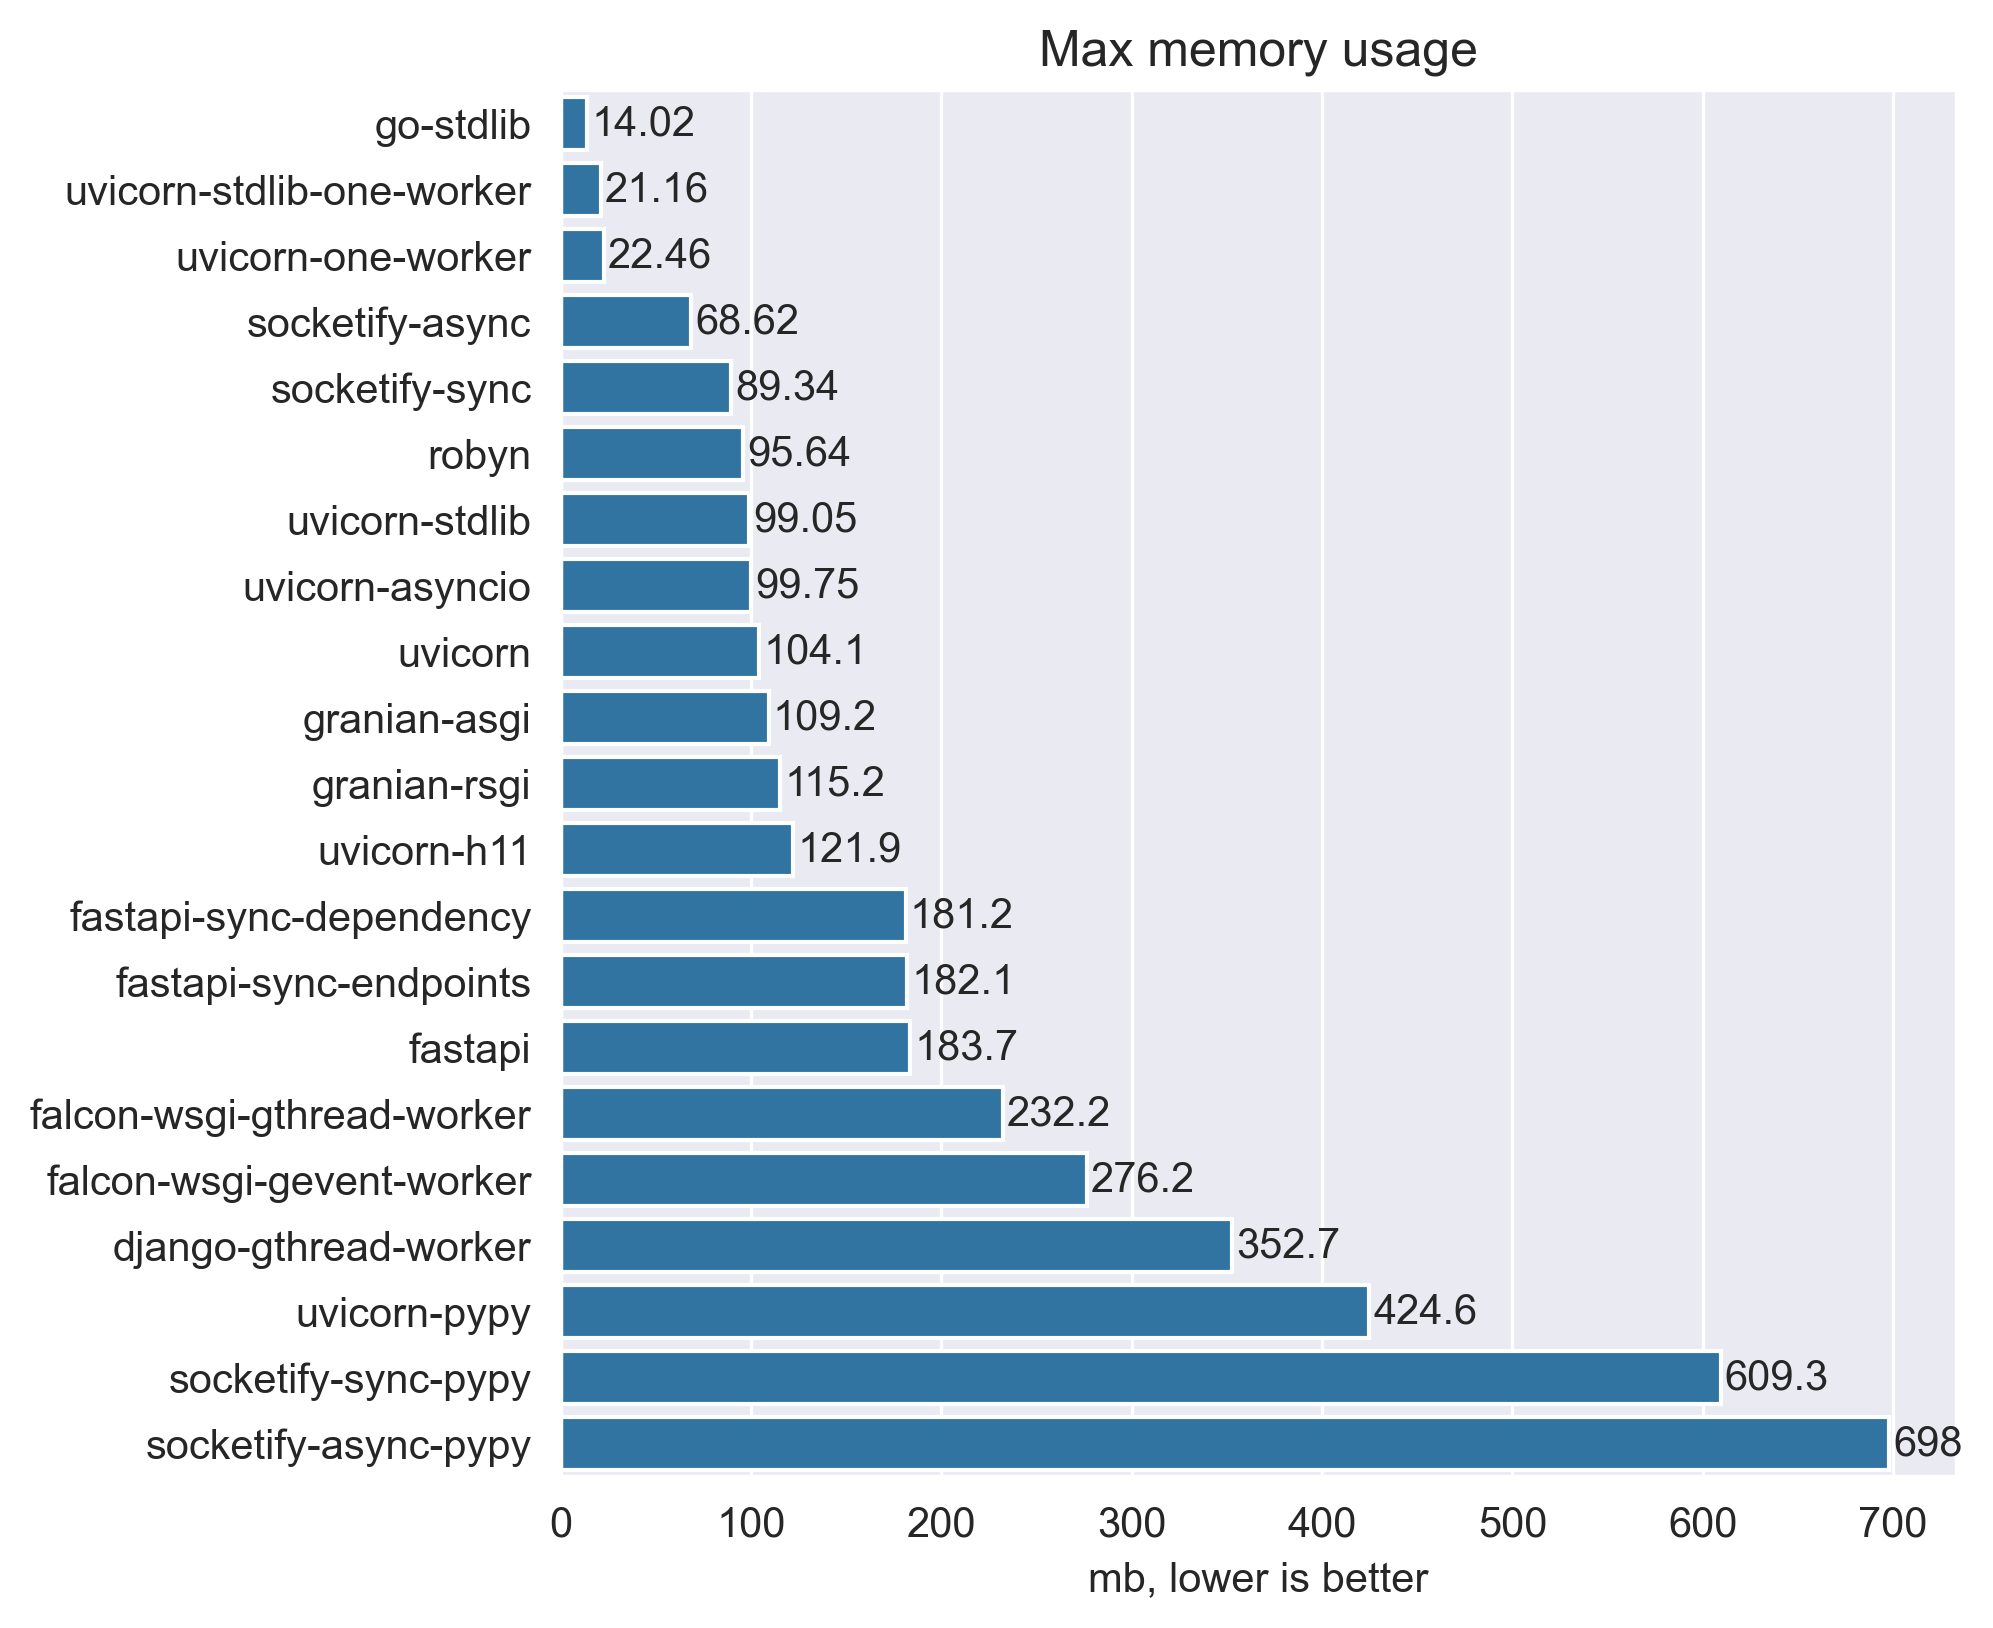 Max memory usage
go-stdlib 14.02
uvicorn-stdlib-one-worker 21.16
uvicorn-one-worker 22.46
socketify-async 68.62
socketify-sync 89.34
robyn 95.64
uvicorn-stdlib 99.05
uvicorn-asyncio 99.75
uvicorn 104.1
granian-asgi 109.2
granian-rsgi 115.2
uvicorn-h11 121.9
fastapi-sync-dependency 181.2
fastapi-sync-endpoints 182.1
fastapi 183.7
falcon-wsgi-gthread-worker 232.2
falcon-wsgi-gevent-worker 276.2
django-gthread-worker 352.7
uvicorn-pypy 424.6
socketify-sync-pypy 609.3
socketify-async-pypy 698
0 100 200 300 400 500 600 700
mb, lower is better